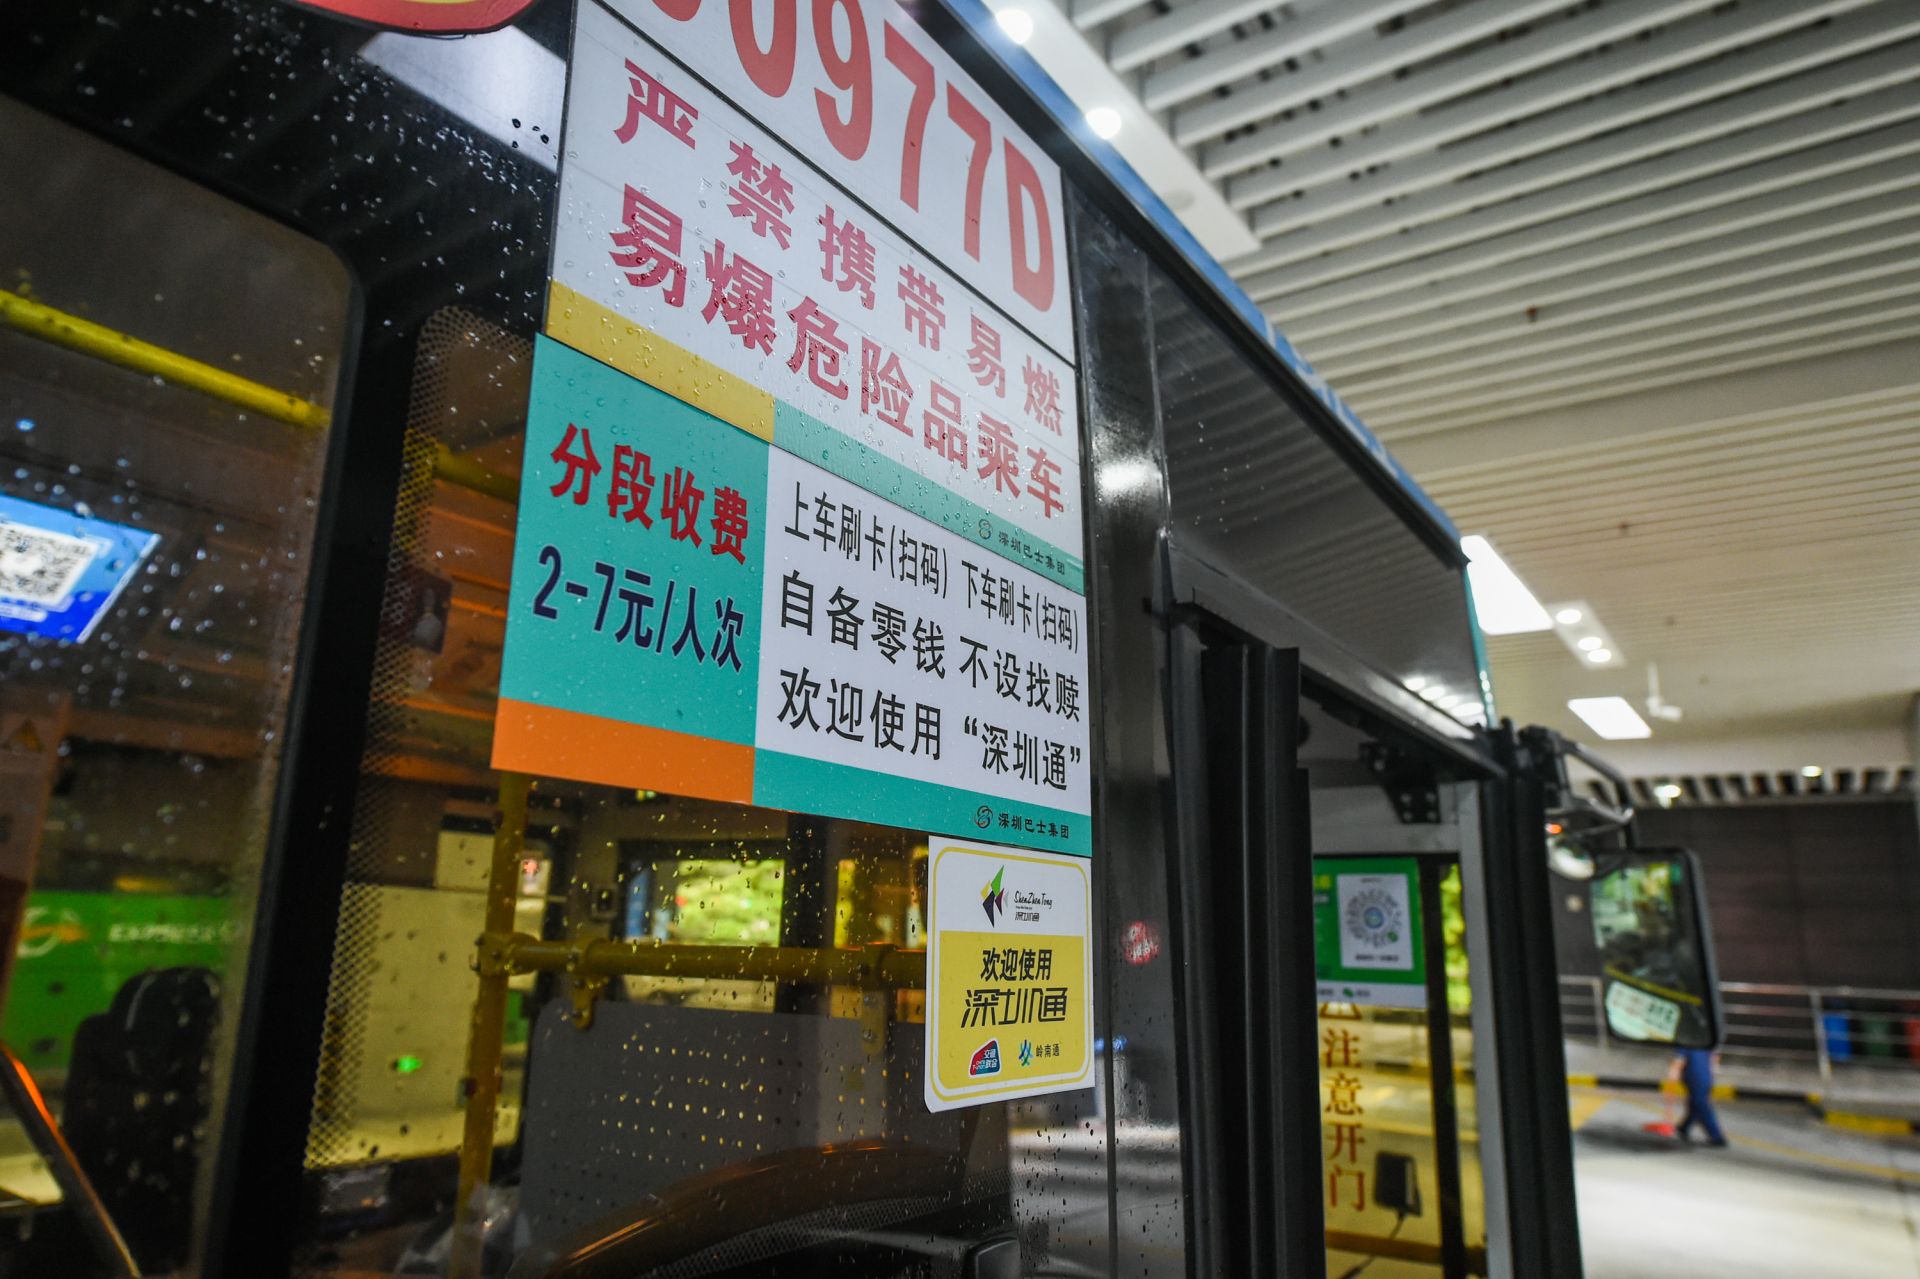 0977D
严禁携带易燃
易爆危险品乘车
深圳巴士集团
分段收费
2-7元/人次
上车刷卡(扫码) 下车刷卡(扫码)
自备零钱 不设找赎
欢迎使用“深圳通”
深圳巴士集团
ShenZhenTong
深圳通
欢迎使用
深圳通
交通联合
岭南通
注意开门